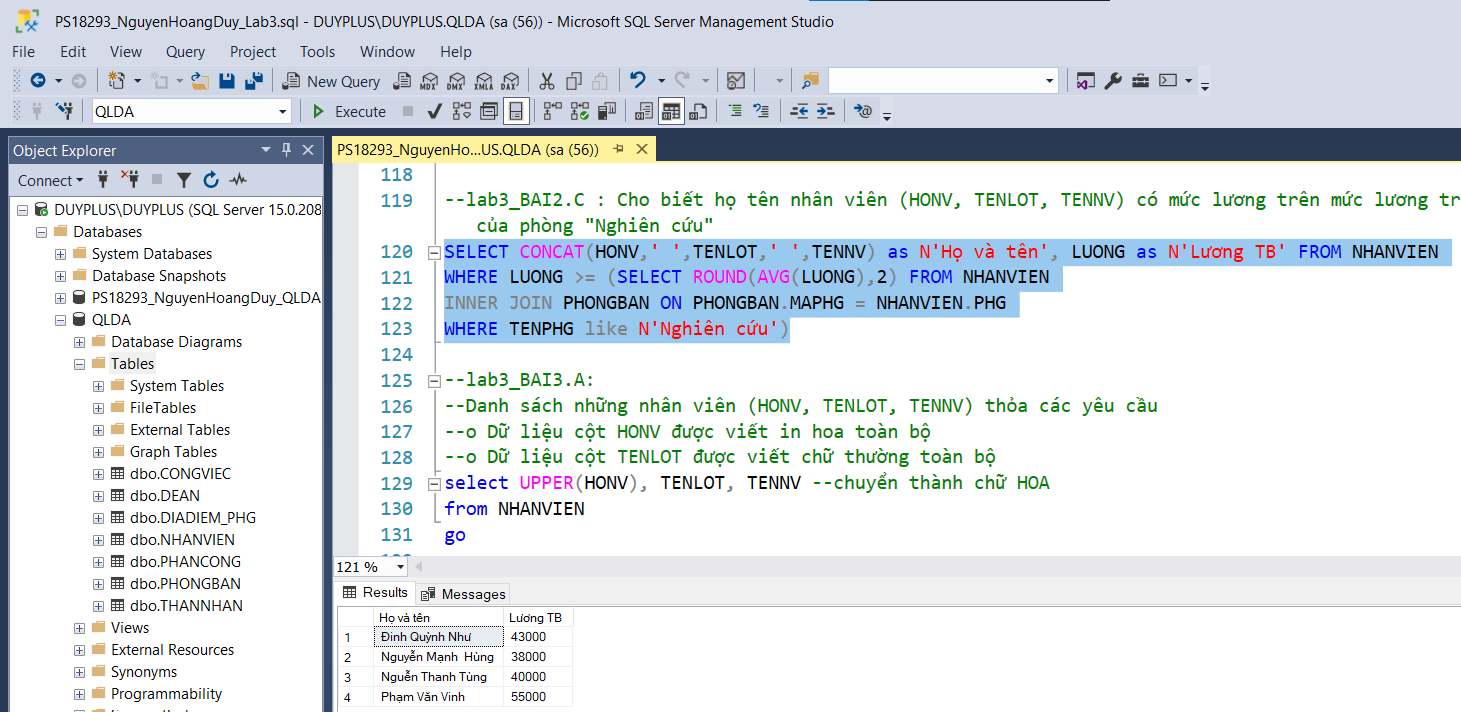 PS18293_NguyenHoangDuy_Lab3.sql - DUYPLUS\DUYPLUS.QLDA (sa (56)) - Microsoft SQL Server Management Studio
File Edit View Query Project Tools Window Help
New Query MDX DMX XMLA DAX
QLDA Execute
Object Explorer
Connect
DUYPLUS\DUYPLUS (SQL Server 15.0.208
Databases
System Databases
Database Snapshots
PS18293_NguyenHoangDuy_QLDA
QLDA
Database Diagrams
Tables
System Tables
FileTables
External Tables
Graph Tables
dbo.CONGVIEC
dbo.DEAN
dbo.DIADIEM_PHG
dbo.NHANVIEN
dbo.PHANCONG
dbo.PHONGBAN
dbo.THANNHAN
Views
External Resources
Synonyms
Programmability
PS18293_NguyenHo...US.QLDA (sa (56))
118
119 --lab3_BAI2.C : Cho biết họ tên nhân viên (HONV, TENLOT, TENNV) có mức lương trên mức lương tr
của phòng "Nghiên cứu"
120 SELECT CONCAT(HONV,' ',TENLOT,' ',TENNV) as N'Họ và tên', LUONG as N'Lương TB' FROM NHANVIEN
121 WHERE LUONG >= (SELECT ROUND(AVG(LUONG),2) FROM NHANVIEN
122 INNER JOIN PHONGBAN ON PHONGBAN.MAPHG = NHANVIEN.PHG
123 WHERE TENPHG like N'Nghiên cứu')
124
125 --lab3_BAI3.A:
126 --Danh sách những nhân viên (HONV, TENLOT, TENNV) thỏa các yêu cầu
127 --o Dữ liệu cột HONV được viết in hoa toàn bộ
128 --o Dữ liệu cột TENLOT được viết chữ thường toàn bộ
129 select UPPER(HONV), TENLOT, TENNV --chuyển thành chữ HOA
130 from NHANVIEN
131 go
121 %
Results Messages
Họ và tên Lương TB
1 Đinh Quỳnh Như 43000
2 Nguyễn Mạnh  Hùng 38000
3 Nguễn Thanh Tùng 40000
4 Phạm Văn Vinh 55000